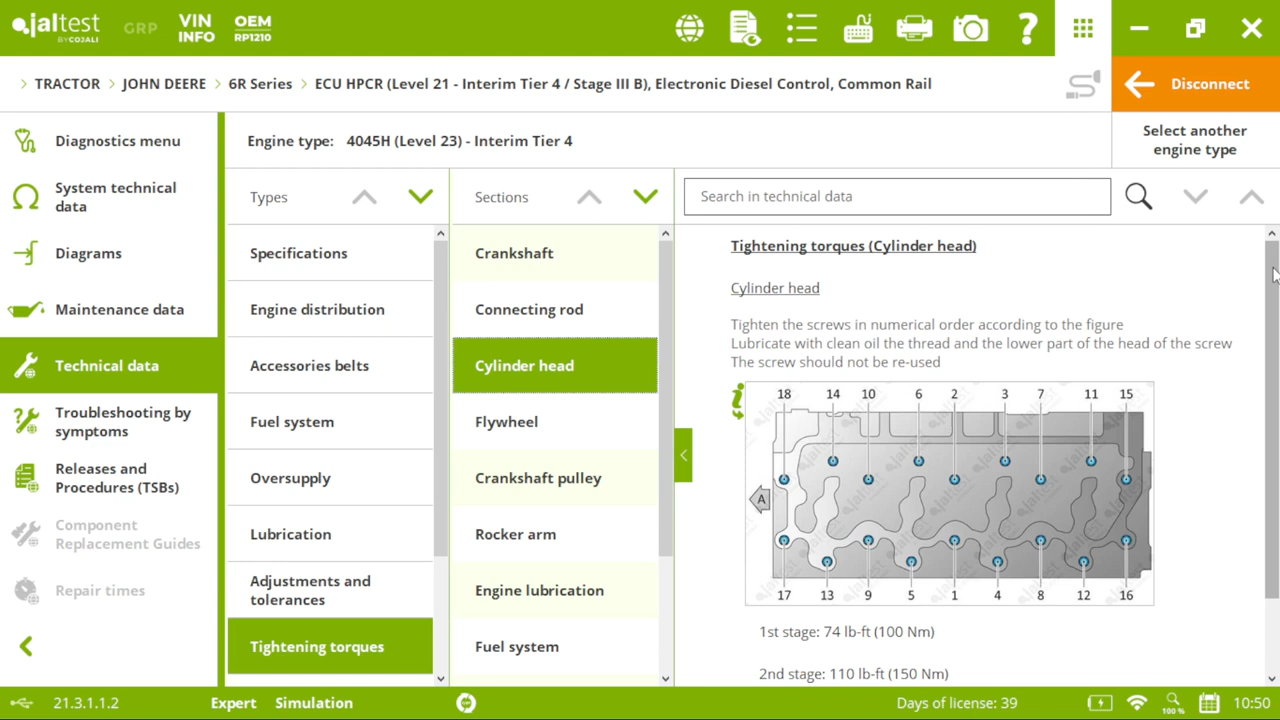 jaltest
BY COJALI
GRP
VIN
INFO
OEM
RP1210
?
> TRACTOR > JOHN DEERE > 6R Series > ECU HPCR (Level 21 - Interim Tier 4 / Stage III B), Electronic Diesel Control, Common Rail
Disconnect
Diagnostics menu
System technical
data
Diagrams
Maintenance data
Technical data
Troubleshooting by
symptoms
Releases and
Procedures (TSBs)
Component
Replacement Guides
Repair times
Engine type: 4045H (Level 23) - Interim Tier 4
Select another
engine type
Types
Specifications
Engine distribution
Accessories belts
Fuel system
Oversupply
Lubrication
Adjustments and
tolerances
Tightening torques
Sections
Crankshaft
Connecting rod
Cylinder head
Flywheel
Crankshaft pulley
Rocker arm
Engine lubrication
Fuel system
Search in technical data
Tightening torques (Cylinder head)
Cylinder head
Tighten the screws in numerical order according to the figure
Lubricate with clean oil the thread and the lower part of the head of the screw
The screw should not be re-used
18 14 10 6 2 3 7 11 15
A
17 13 9 5 1 4 8 12 16
1st stage: 74 lb-ft (100 Nm)
2nd stage: 110 lb-ft (150 Nm)
21.3.1.1.2
Expert
Simulation
Days of license: 39
100 %
10:50